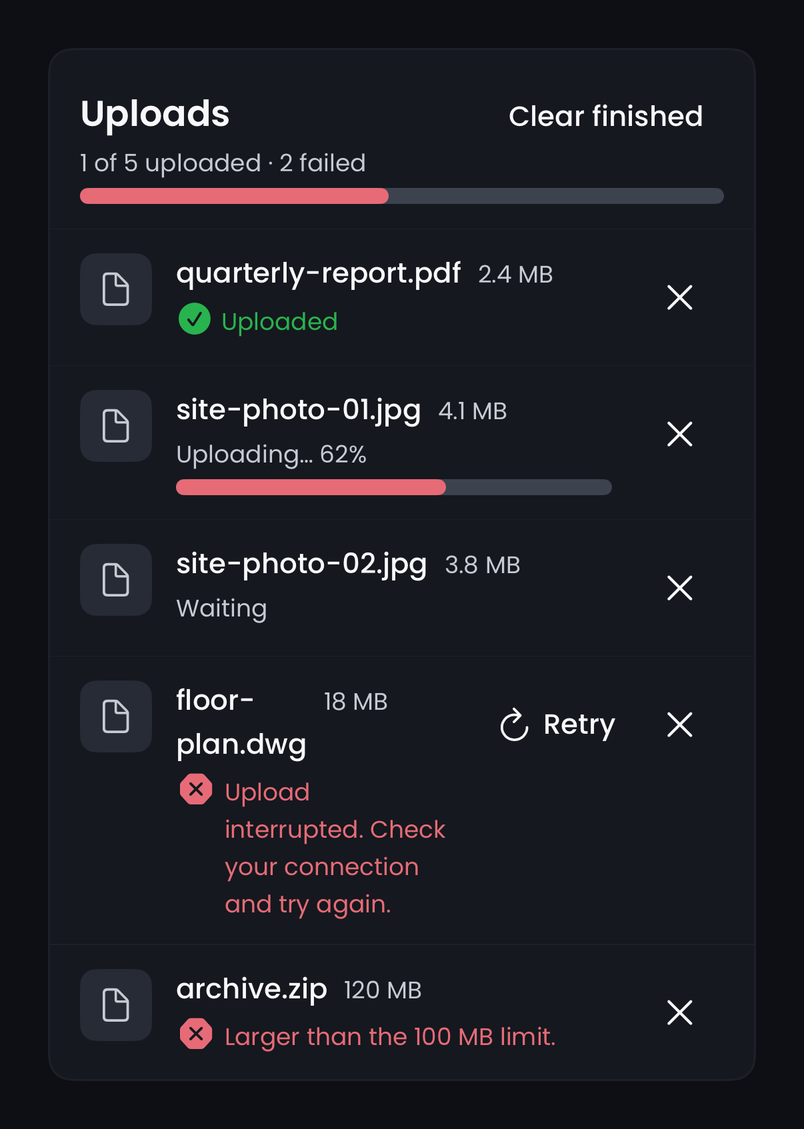 Uploads
Clear finished
1 of 5 uploaded · 2 failed
quarterly-report.pdf 2.4 MB
Uploaded
site-photo-01.jpg 4.1 MB
Uploading… 62%
site-photo-02.jpg 3.8 MB
Waiting
floor-
plan.dwg
18 MB
Retry
Upload
interrupted. Check
your connection
and try again.
archive.zip 120 MB
Larger than the 100 MB limit.